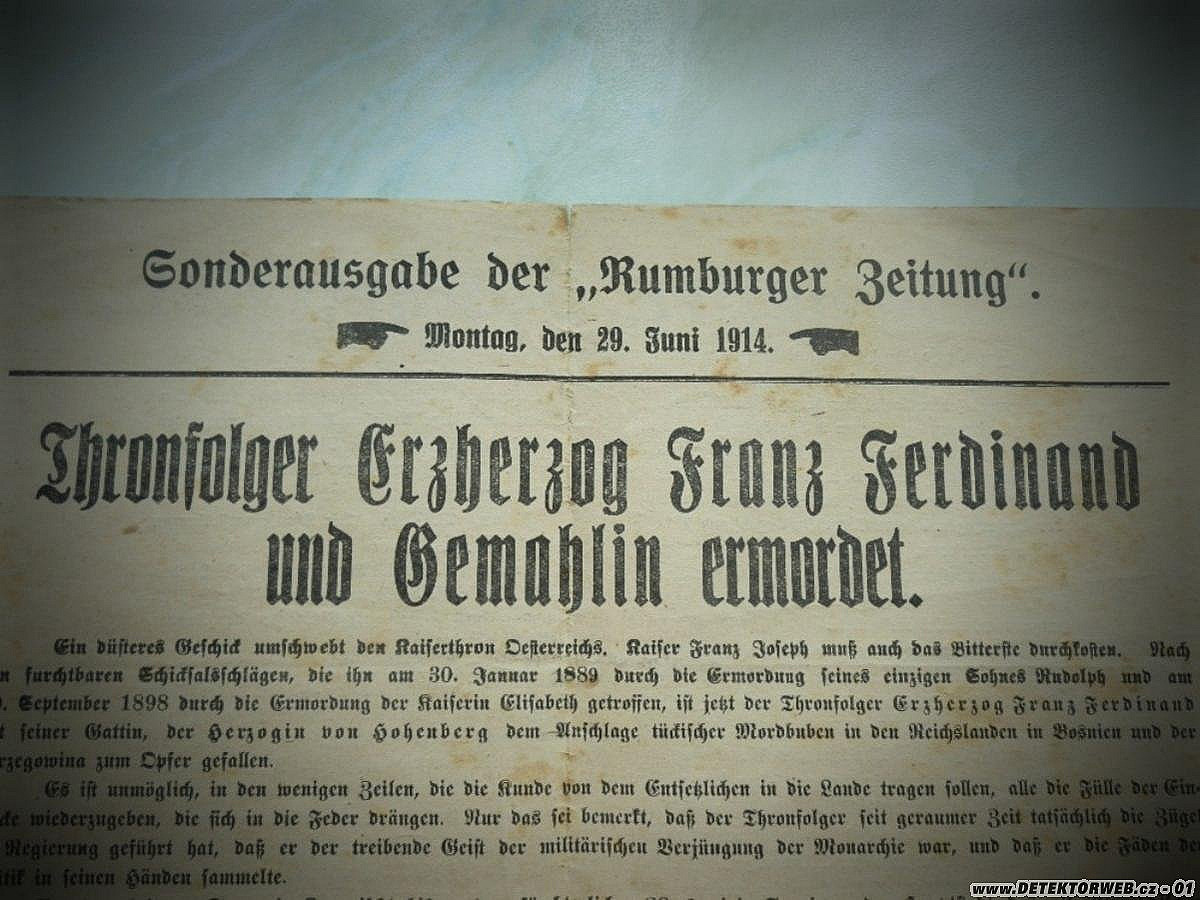 Sonderausgabe der „Rumburger Zeitung“.
Montag, den 29. Juni 1914.
Thronfolger Erzherzog Franz Ferdinand
und Gemahlin ermordet.
Ein düsteres Geschick umschwebt den Kaiserthron Oesterreichs. Kaiser Franz Joseph muß auch das Bitterste durchkosten. Nach
n furchtbaren Schicksalsschlägen, die ihn am 30. Januar 1889 durch die Ermordung seines einzigen Sohnes Rudolph und am
. September 1898 durch die Ermordung der Kaiserin Elisabeth getroffen, ist jetzt der Thronfolger Erzherzog Franz Ferdinand
t seiner Gattin, der Herzogin von Hohenberg dem Anschlage tückischer Mordbuben in den Reichslanden in Bosnien und der
rzegowina zum Opfer gefallen.
Es ist unmöglich, in den wenigen Zeilen, die die Kunde von dem Entsetzlichen in die Lande tragen sollen, alle die Fülle der Ein-
cke wiederzugeben, die sich in die Feder drängen. Nur das sei bemerkt, daß der Thronfolger seit geraumer Zeit tatsächlich die Zügel
Regierung geführt hat, daß er der treibende Geist der militärischen Verjüngung der Monarchie war, und daß er die Fäden der
itik in seinen Händen sammelte.
www.DETEKTORWEB.cz-01